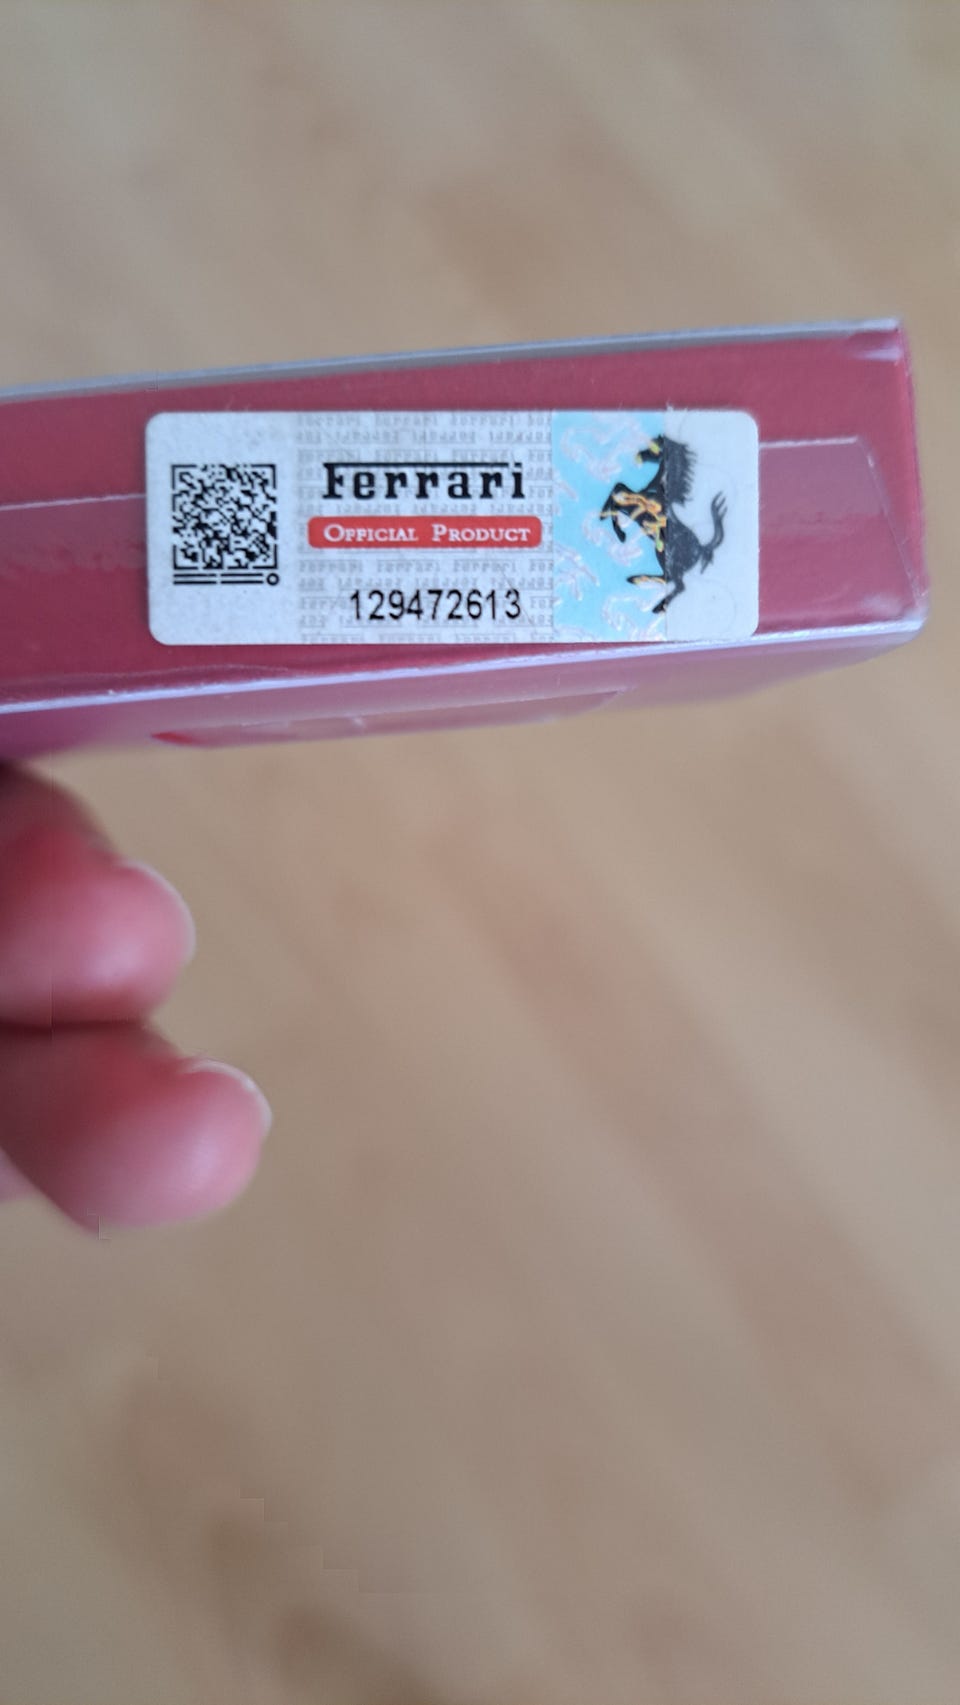 Ferrari
OFFICIAL PRODUCT
129472613